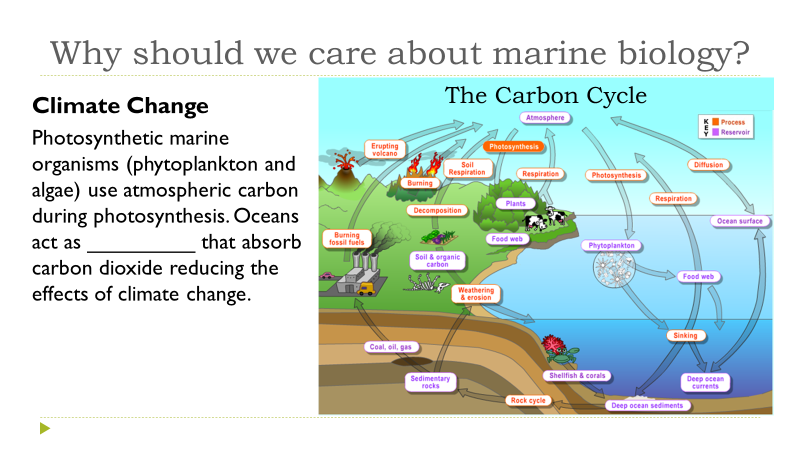 Why should we care about marine biology?
Climate Change
Photosynthetic marine
organisms (phytoplankton and
algae) use atmospheric carbon
during photosynthesis. Oceans
act as __________ that absorb
carbon dioxide reducing the
effects of climate change.
The Carbon Cycle
Atmosphere
KEY
Process
Reservoir
Erupting
volcano
Photosynthesis
Soil
Respiration
Burning
Respiration
Photosynthesis
Diffusion
Respiration
Decomposition
Plants
Ocean surface
Burning
fossil fuels
Food web
Phytoplankton
Soil & organic
carbon
Food web
Weathering
& erosion
Sinking
Coal, oil, gas
Shellfish & corals
Sedimentary
rocks
Deep ocean
currents
Rock cycle
Deep ocean sediments